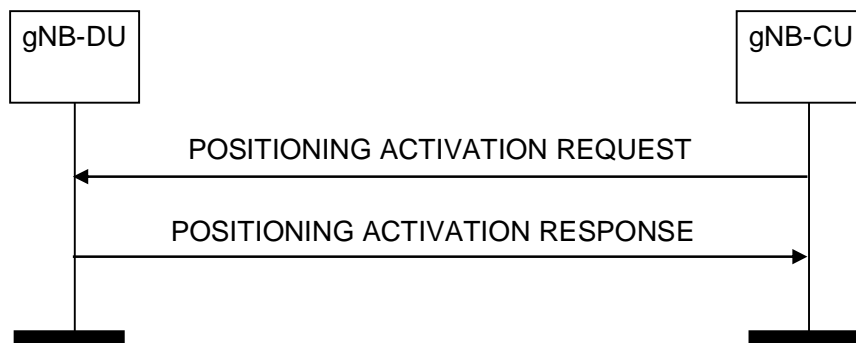 gNB-DU
gNB-CU
POSITIONING ACTIVATION REQUEST
POSITIONING ACTIVATION RESPONSE